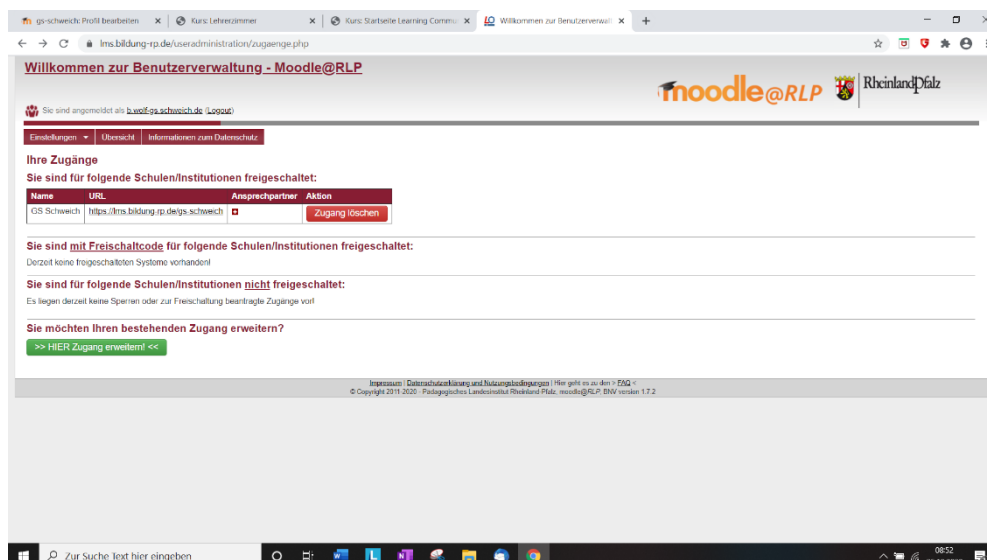 gs-schweich: Profil bearbeiten
Kurs: Lehrerzimmer
Kurs: Startseite Learning Commu
LO Willkommen zur Benutzerverwalt
lms.bildung-rp.de/useradministration/zugaenge.php
Willkommen zur Benutzerverwaltung - Moodle@RLP
moodle@RLP RheinlandPfalz
Sie sind angemeldet als b.wolf-gs.schweich.de (Logout)
Einstellungen Übersicht Informationen zum Datenschutz
Ihre Zugänge
Sie sind für folgende Schulen/Institutionen freigeschaltet:
Name URL Ansprechpartner Aktion
GS Schweich https://lms.bildung-rp.de/gs-schweich Zugang löschen
Sie sind mit Freischaltcode für folgende Schulen/Institutionen freigeschaltet:
Derzeit keine freigeschalteten Systeme vorhanden!
Sie sind für folgende Schulen/Institutionen nicht freigeschaltet:
Es liegen derzeit keine Sperren oder zur Freischaltung beantragte Zugänge vor!
Sie möchten Ihren bestehenden Zugang erweitern?
>> HIER Zugang erweitern! <<
Impressum | Datenschutzerklärung und Nutzungsbedingungen | Hier geht es zu den > FAQ <
© Copyright 2011-2020 - Pädagogisches Landesinstitut Rheinland-Pfalz, moodle@RLP, BNV version 1.7.2
Zur Suche Text hier eingeben
08:52